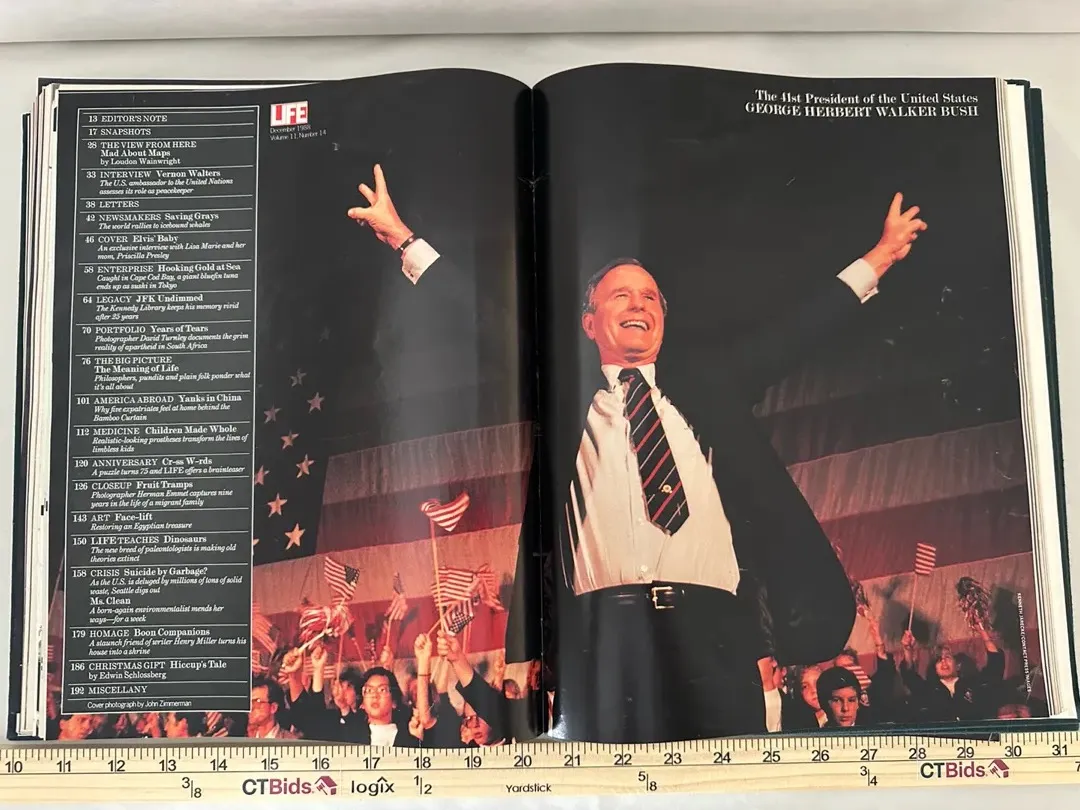 13 EDITOR'S NOTE
17 SNAPSHOTS
28 THE VIEW FROM HERE
Mad About Maps
by Loudon Wainwright
33 INTERVIEW Vernon Walters
The U.S. ambassador to the United Nations
assesses its role as peacekeeper
38 LETTERS
42 NEWSMAKERS Saving Grays
The world rallies to icebound whales
46 COVER Elvis' Baby
An exclusive interview with Lisa Marie and her
mom, Priscilla Presley
58 ENTERPRISE Hooking Gold at Sea
Caught in Cape Cod Bay, a giant bluefin tuna
ends up as sushi in Tokyo
64 LEGACY JFK Undimmed
The Kennedy Library keeps his memory vivid
after 25 years
70 PORTFOLIO Years of Tears
Photographer David Turnley documents the grim
reality of apartheid in South Africa
76 THE BIG PICTURE
The Meaning of Life
Philosophers, pundits and plain folk ponder what
it's all about
101 AMERICA ABROAD Yanks in China
Why five expatriates feel at home behind the
Bamboo Curtain
112 MEDICINE Children Made Whole
Realistic-looking prostheses transform the lives of
limbless kids
120 ANNIVERSARY Cr-ss W-rds
A puzzle turns 75 and LIFE offers a brainteaser
126 CLOSEUP Fruit Tramps
Photographer Herman Emmet captures nine
years in the life of a migrant family
143 ART Face-lift
Restoring an Egyptian treasure
150 LIFE TEACHES Dinosaurs
The new breed of paleontologists is making old
theories extinct
158 CRISIS Suicide by Garbage?
As the U.S. is deluged by millions of tons of solid
waste, Seattle digs out
Ms. Clean
A born-again environmentalist mends her
ways—for a week
179 HOMAGE Boon Companions
A staunch friend of writer Henry Miller turns his
house into a shrine
186 CHRISTMAS GIFT Hiccup's Tale
by Edwin Schlossberg
192 MISCELLANY
Cover photograph by John Zimmerman
LIFE
December 1988
Volume 11, Number 14
The 41st President of the United States
GEORGE HERBERT WALKER BUSH
KENNETH JARECKE/CONTACT PRESS IMAGES
10 11 12 13 14 15 16 17 18 19 20 21 22 23 24 25 26 27 28 29 30 31
3/8 CTBids logix 1/2 Yardstick 5/8 3/4 CTBids 7